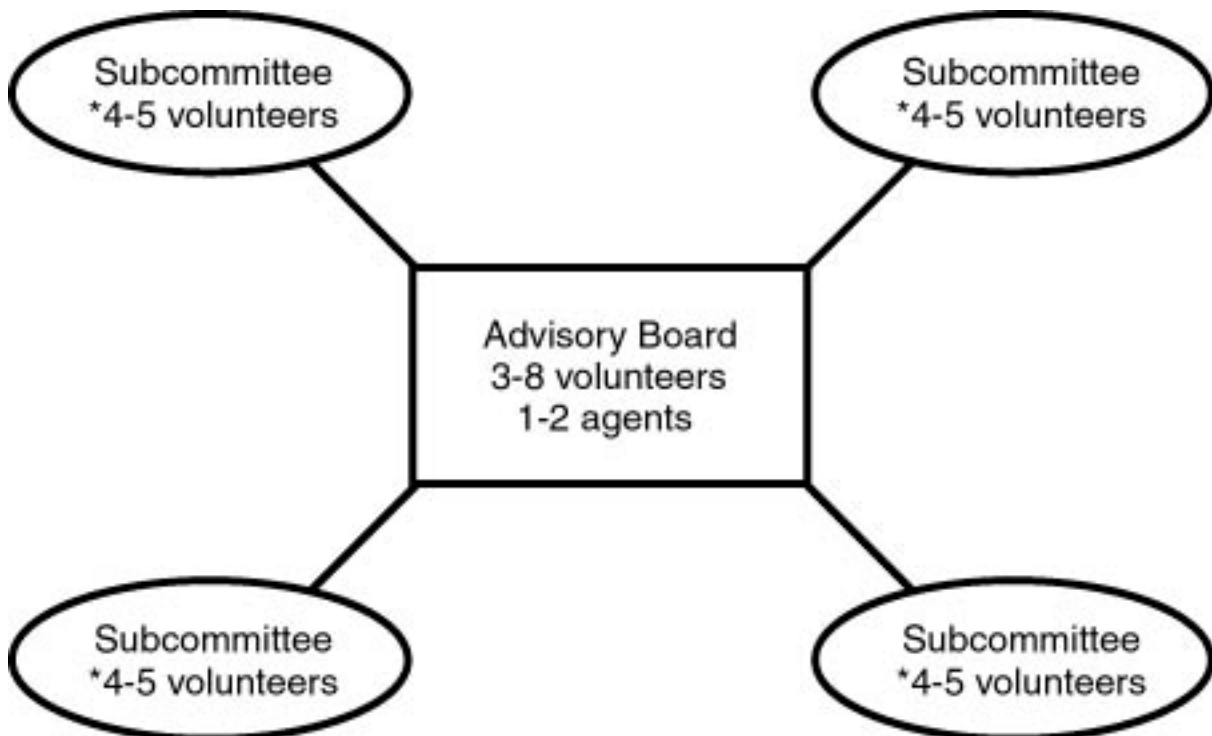 Subcommittee
*4-5 volunteers
Subcommittee
*4-5 volunteers
Advisory Board
3-8 volunteers
1-2 agents
Subcommittee
*4-5 volunteers
Subcommittee
*4-5 volunteers